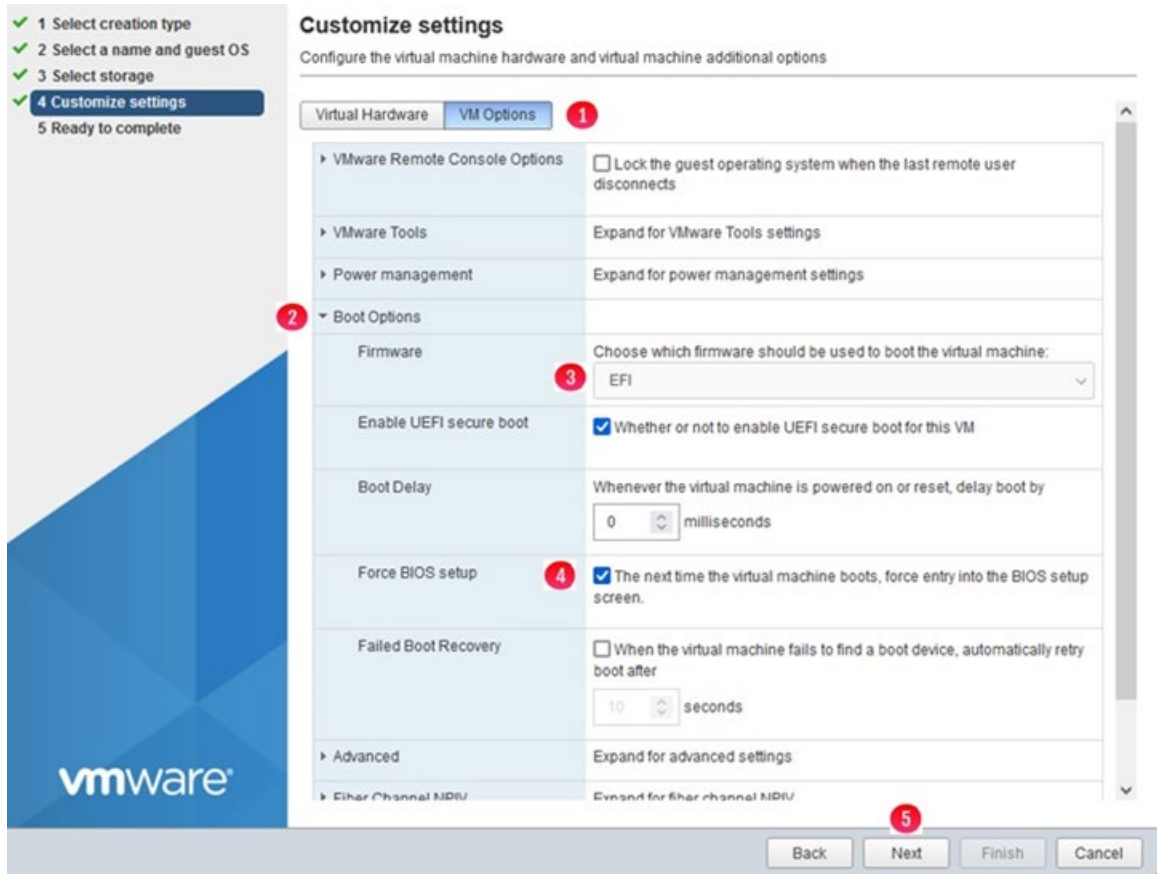 1 Select creation type
2 Select a name and guest OS
3 Select storage
4 Customize settings
5 Ready to complete
Customize settings
Configure the virtual machine hardware and virtual machine additional options
Virtual Hardware VM Options 1
VMware Remote Console Options
Lock the guest operating system when the last remote user
disconnects
VMware Tools Expand for VMware Tools settings
Power management Expand for power management settings
2 Boot Options
Firmware Choose which firmware should be used to boot the virtual machine:
3 EFI
Enable UEFI secure boot Whether or not to enable UEFI secure boot for this VM
Boot Delay Whenever the virtual machine is powered on or reset, delay boot by
0 milliseconds
Force BIOS setup 4 The next time the virtual machine boots, force entry into the BIOS setup
screen.
Failed Boot Recovery When the virtual machine fails to find a boot device, automatically retry
boot after
10 seconds
Advanced Expand for advanced settings
Fiber Channel NPIV Expand for fiber channel NPIV
vmware®
5
Back Next Finish Cancel